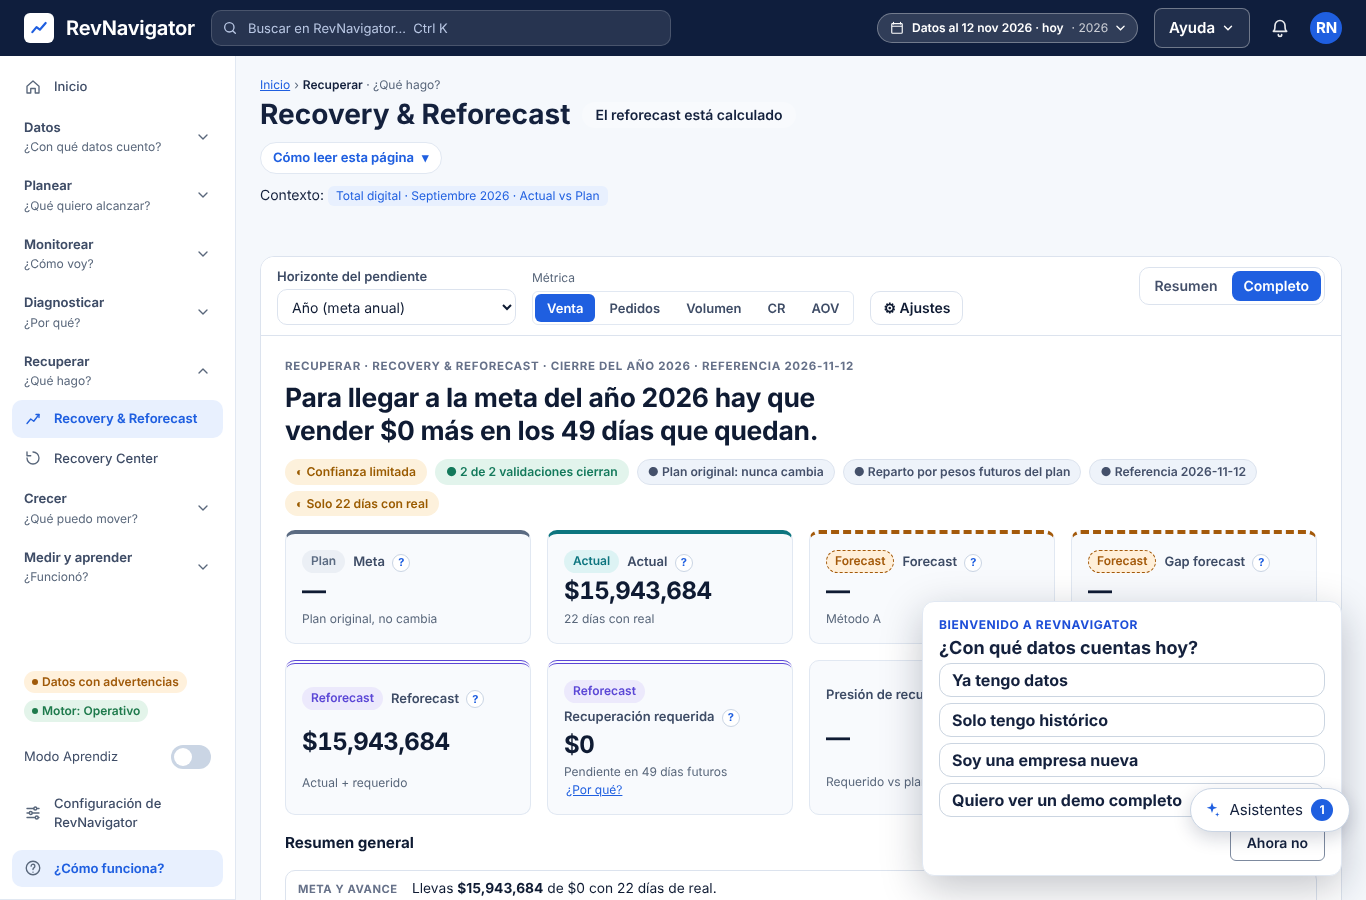 RevNavigator
Buscar en RevNavigator... Ctrl K
Datos al 12 nov 2026 · hoy · 2026
Ayuda
RN
Inicio
Datos
¿Con qué datos cuento?
Planear
¿Qué quiero alcanzar?
Monitorear
¿Cómo voy?
Diagnosticar
¿Por qué?
Recuperar
¿Qué hago?
Recovery & Reforecast
Recovery Center
Crecer
¿Qué puedo mover?
Medir y aprender
¿Funcionó?
Datos con advertencias
Motor: Operativo
Modo Aprendiz
Configuración de
RevNavigator
¿Cómo funciona?
Inicio › Recuperar · ¿Qué hago?
Recovery & Reforecast
El reforecast está calculado
Cómo leer esta página ▼
Contexto: Total digital · Septiembre 2026 · Actual vs Plan
Horizonte del pendiente
Año (meta anual)
Métrica
Venta Pedidos Volumen CR AOV
⚙ Ajustes
Resumen Completo
RECUPERAR · RECOVERY & REFORECAST · CIERRE DEL AÑO 2026 · REFERENCIA 2026-11-12
Para llegar a la meta del año 2026 hay que
vender $0 más en los 49 días que quedan.
Confianza limitada
2 de 2 validaciones cierran
Plan original: nunca cambia
Reparto por pesos futuros del plan
Referencia 2026-11-12
Solo 22 días con real
Plan Meta ?
—
Plan original, no cambia
Actual Actual ?
$15,943,684
22 días con real
Forecast Forecast ?
—
Método A
Forecast Gap forecast ?
—
Reforecast Reforecast ?
$15,943,684
Actual + requerido
Reforecast
Recuperación requerida ?
$0
Pendiente en 49 días futuros
¿Por qué?
Presión de recu
—
Requerido vs pla
BIENVENIDO A REVNAVIGATOR
¿Con qué datos cuentas hoy?
Ya tengo datos
Solo tengo histórico
Soy una empresa nueva
Quiero ver un demo completo
Asistentes 1
Ahora no
Resumen general
META Y AVANCE Llevas $15,943,684 de $0 con 22 días de real.